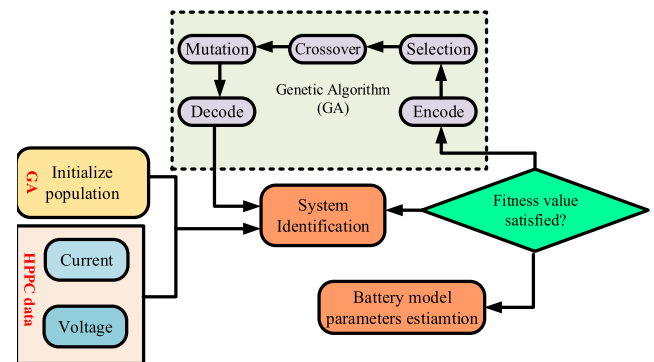 Mutation
Crossover
Selection
Genetic Algorithm
(GA)
Decode
Encode
GA
Initialize
population
System
Identification
Fitness value
satisfied?
HPPC data
Current
Voltage
Battery model
parameters estiamtion